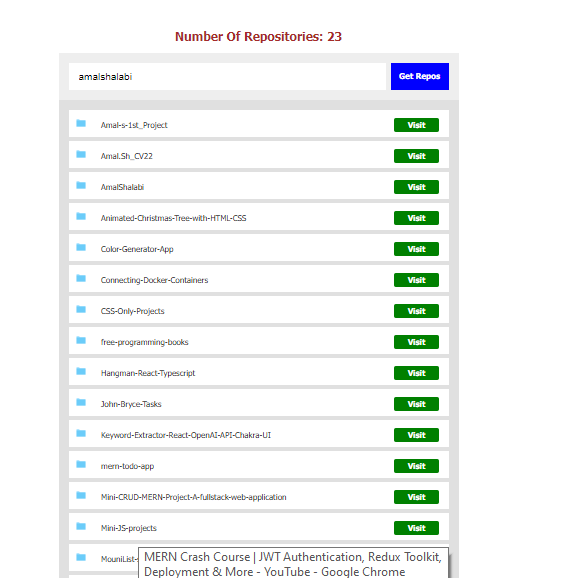 Number Of Repositories: 23
amalshalabi
Get Repos
Amal-s-1st_Project
Visit
Amal.Sh_CV22
Visit
AmalShalabi
Visit
Animated-Christmas-Tree-with-HTML-CSS
Visit
Color-Generator-App
Visit
Connecting-Docker-Containers
Visit
CSS-Only-Projects
Visit
free-programming-books
Visit
Hangman-React-Typescript
Visit
John-Bryce-Tasks
Visit
Keyword-Extractor-React-OpenAI-API-Chakra-UI
Visit
mern-todo-app
Visit
Mini-CRUD-MERN-Project-A-fullstack-web-application
Visit
Mini-JS-projects
Visit
MouniList-
MERN Crash Course | JWT Authentication, Redux Toolkit,
Deployment & More - YouTube - Google Chrome